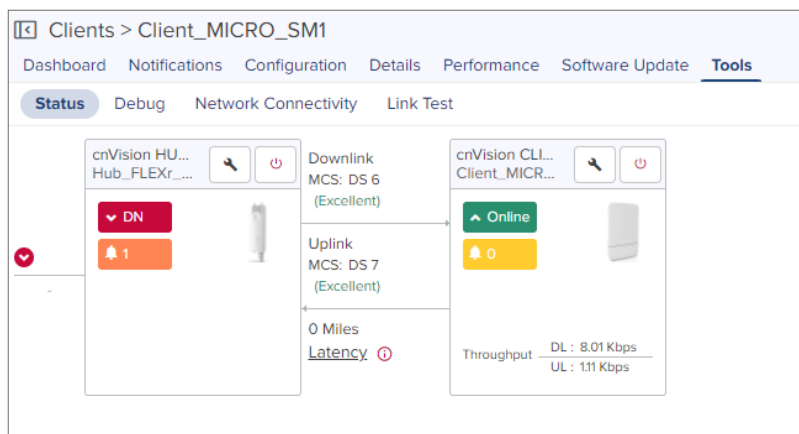 Clients > Client_MICRO_SM1
Dashboard Notifications Configuration Details Performance Software Update Tools
Status Debug Network Connectivity Link Test
cnVision HU...
Hub_FLEXr_...
DN
1
-
Downlink
MCS: DS 6
(Excellent)
Uplink
MCS: DS 7
(Excellent)
0 Miles
Latency
cnVision CLI...
Client_MICR...
Online
0
Throughput
DL : 8.01 Kbps
UL : 1.11 Kbps